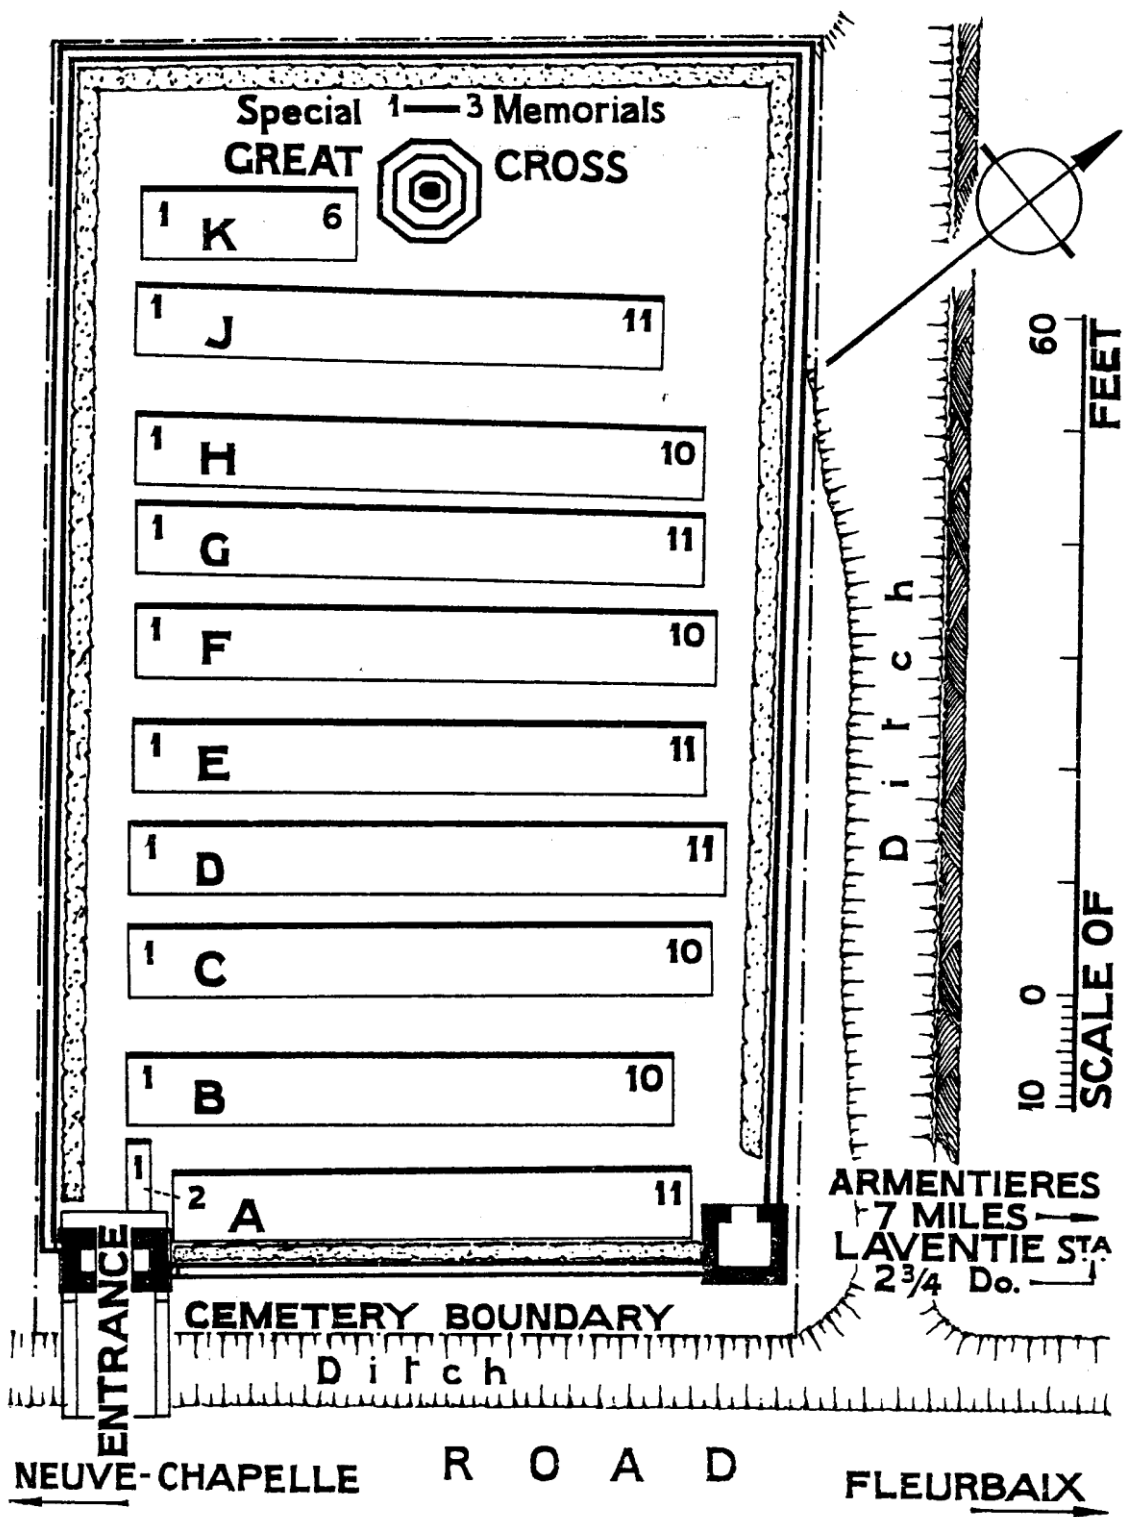 Special 1 — 3 Memorials
GREAT CROSS
1 K 6
1 J 11
1 H 10
1 G 11
1 F 10
1 E 11
1 D 11
1 C 10
1 B 10
1
2 A 11
Ditch
60
0
10
SCALE OF FEET
ARMENTIERES
7 MILES
LAVENTIE STA
2¾ Do.
ENTRANCE
CEMETERY BOUNDARY
Ditch
ROAD
NEUVE-CHAPELLE
FLEURBAIX